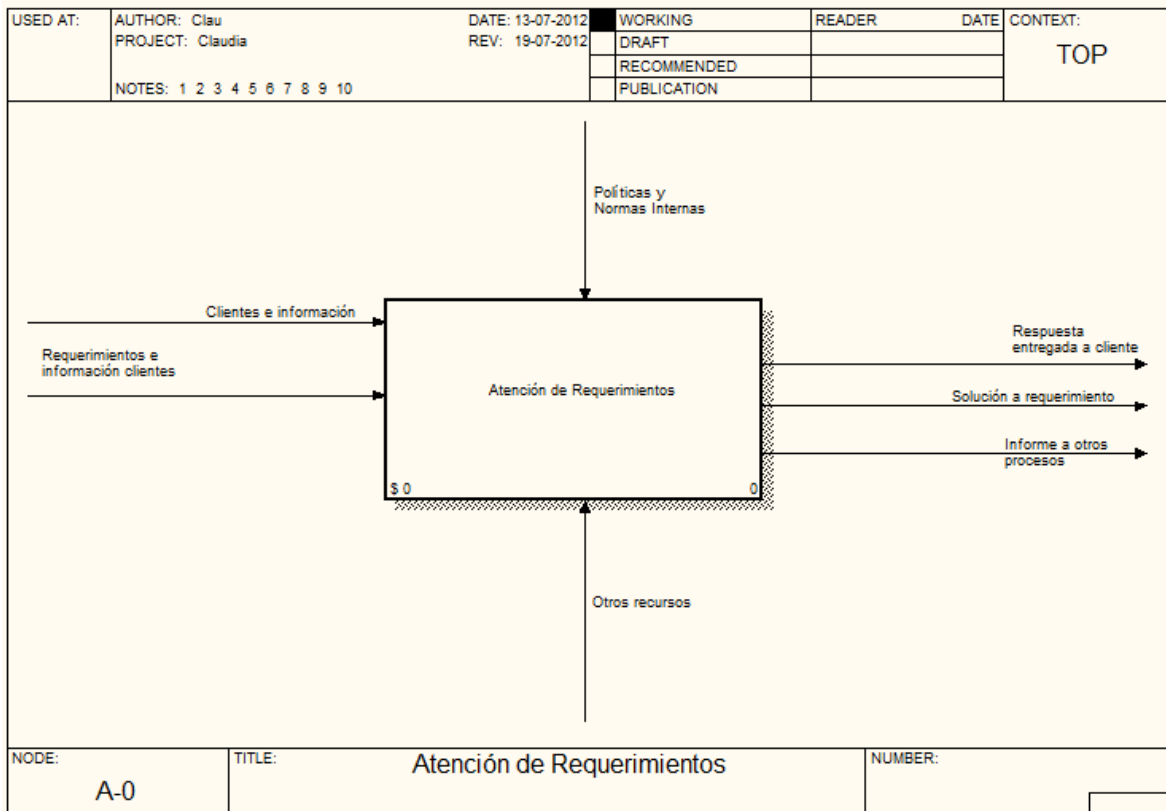 USED AT:
AUTHOR: Clau
DATE: 13-07-2012
WORKING
READER
DATE
CONTEXT:
PROJECT: Claudia
REV: 19-07-2012
DRAFT
TOP
RECOMMENDED
NOTES: 1 2 3 4 5 6 7 8 9 10
PUBLICATION
Políticas y
Normas Internas
Clientes e información
Requerimientos e
información clientes
Atención de Requerimientos
$ 0
0
Respuesta
entregada a cliente
Solución a requerimiento
Informe a otros
procesos
Otros recursos
NODE:
A-0
TITLE:
Atención de Requerimientos
NUMBER: